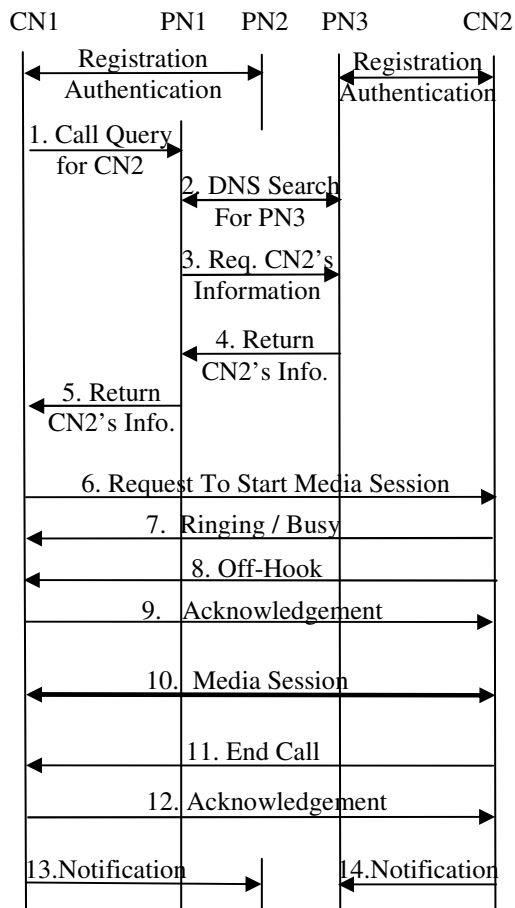 CN1 PN1 PN2 PN3 CN2
Registration
Authentication
Registration
Authentication
1. Call Query
for CN2
2. DNS Search
For PN3
3. Req. CN2's
Information
4. Return
CN2's Info.
5. Return
CN2's Info.
6. Request To Start Media Session
7. Ringing / Busy
8. Off-Hook
9. Acknowledgement
10. Media Session
11. End Call
12. Acknowledgement
13.Notification
14.Notification